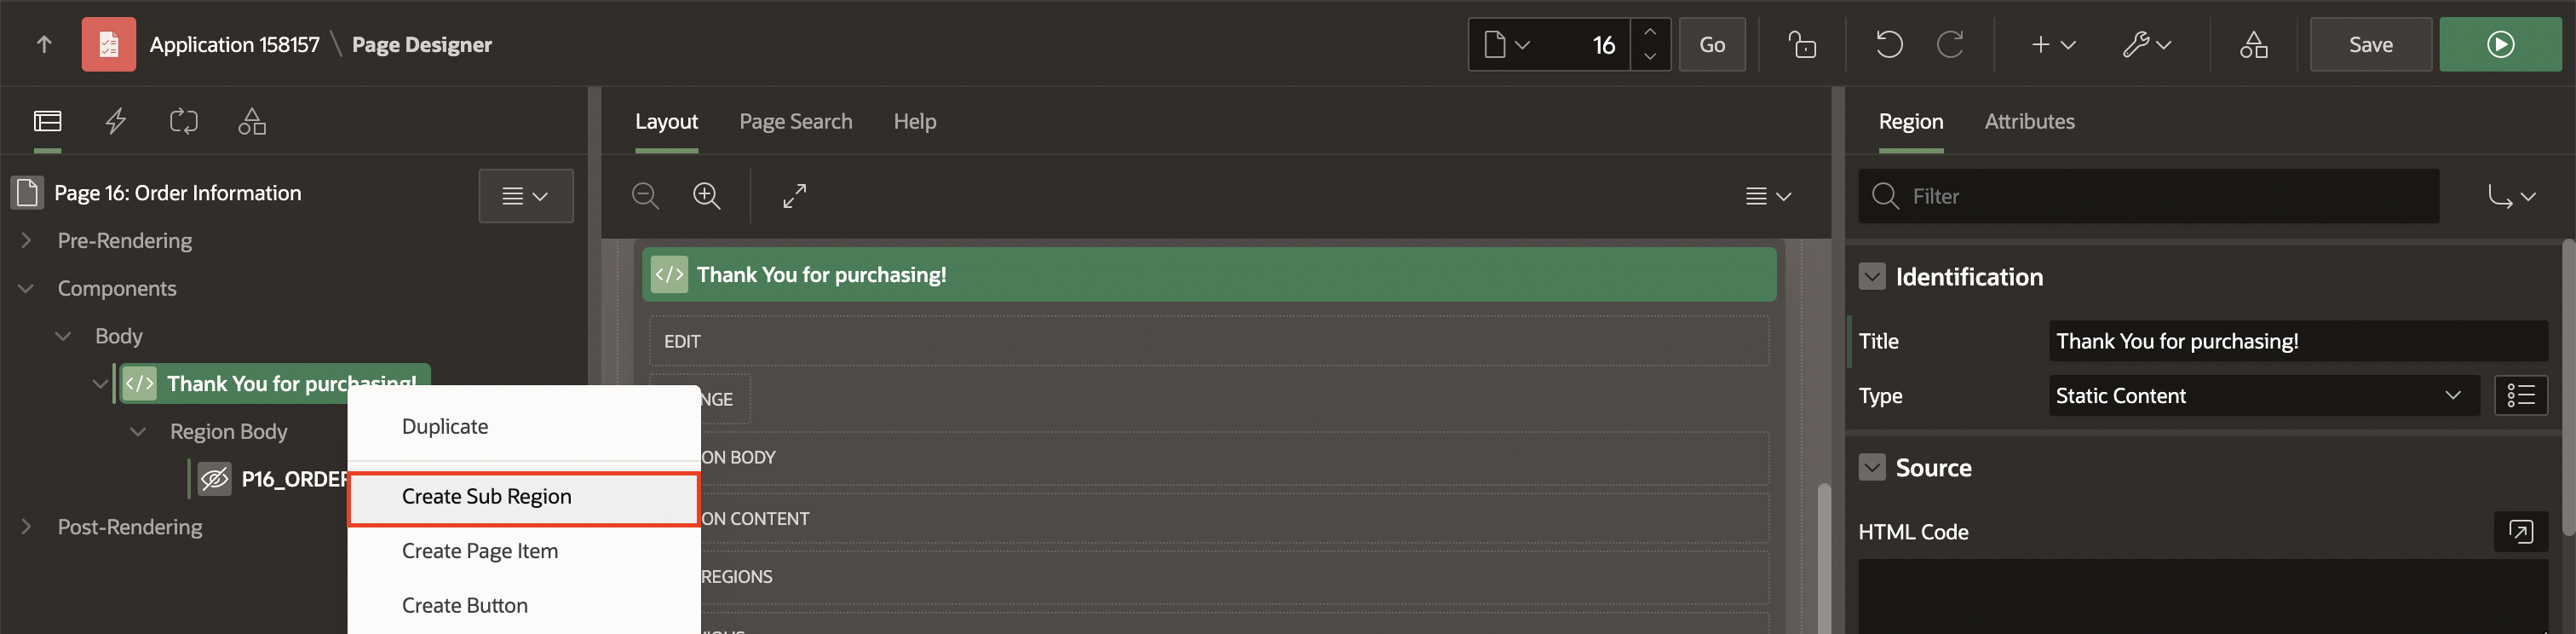 Application 158157 \ Page Designer
16
Go
Save
Layout
Page Search
Help
Region
Attributes
Page 16: Order Information
Filter
Pre-Rendering
Components
Body
Thank You for purchasing!
Region Body
P16_ORDER
Post-Rendering
Duplicate
Create Sub Region
Create Page Item
Create Button
Thank You for purchasing!
EDIT
NGE
ON BODY
ON CONTENT
REGIONS
Identification
Title
Thank You for purchasing!
Type
Static Content
Source
HTML Code